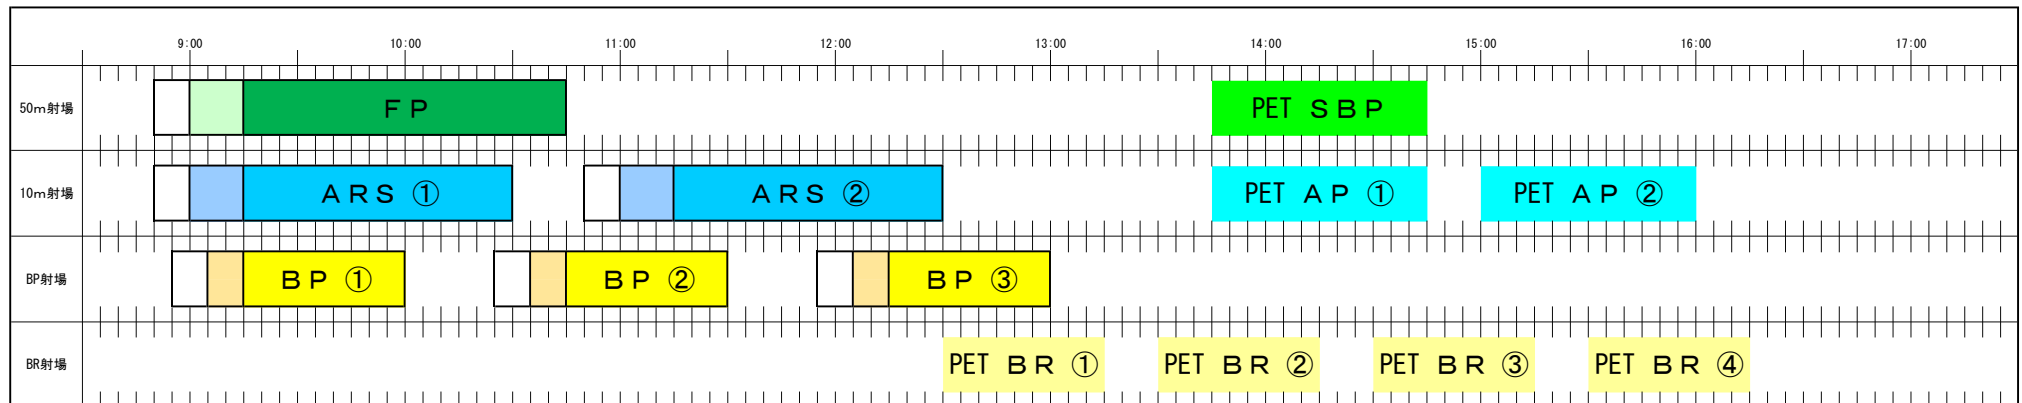 9:00 10:00 11:00 12:00 13:00 14:00 15:00 16:00 17:00
50m射場 FP PET SBP
10m射場 ARS ① ARS ② PET AP ① PET AP ②
BP射場 BP ① BP ② BP ③
BR射場 PET BR ① PET BR ② PET BR ③ PET BR ④